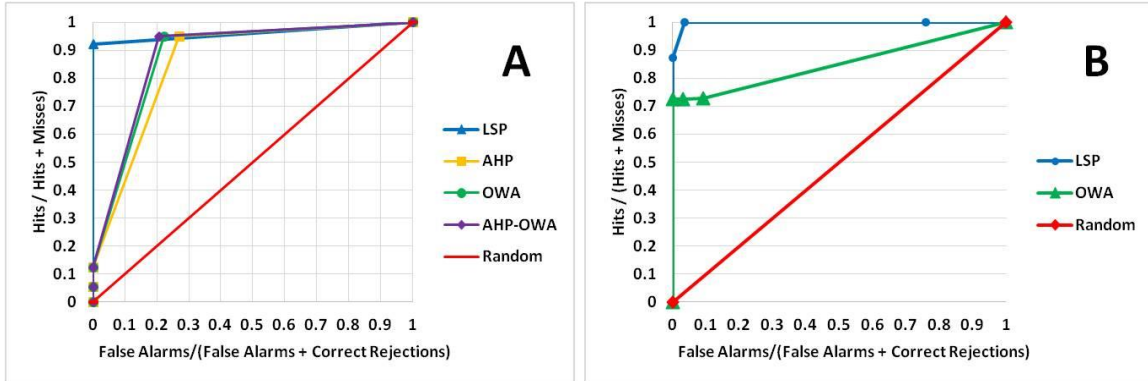 A
Hits / Hits + Misses)
1
0.9
0.8
0.7
0.6
0.5
0.4
0.3
0.2
0.1
0
0 0.1 0.2 0.3 0.4 0.5 0.6 0.7 0.8 0.9 1
False Alarms/(False Alarms + Correct Rejections)
LSP
AHP
OWA
AHP-OWA
Random
B
Hits / (Hits + Misses)
1
0.9
0.8
0.7
0.6
0.5
0.4
0.3
0.2
0.1
0
0 0.1 0.2 0.3 0.4 0.5 0.6 0.7 0.8 0.9 1
False Alarms/(False Alarms + Correct Rejections)
LSP
OWA
Random